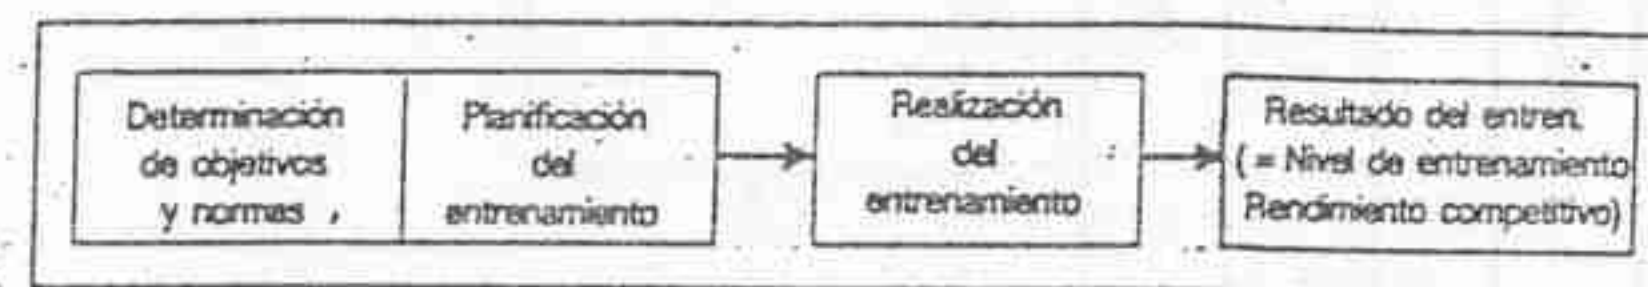 Determinación
de objetivos
y normas
Planificación
del
entrenamiento
Realización
del
entrenamiento
Resultado del entren.
( = Nivel de entrenamiento
Rendimiento competitivo)